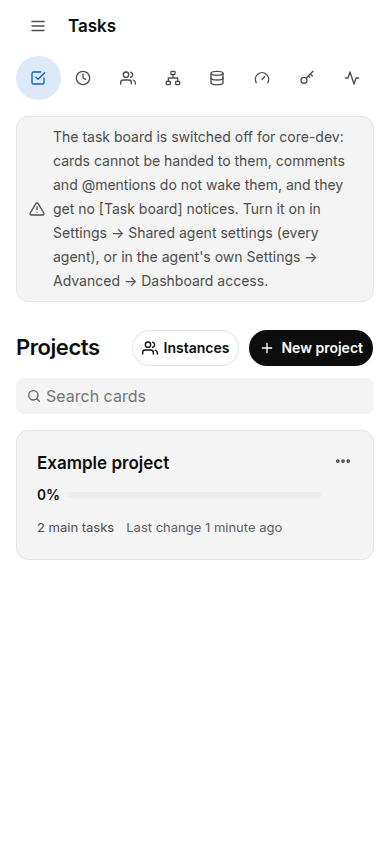 Tasks
The task board is switched off for core-dev:
cards cannot be handed to them, comments
and @mentions do not wake them, and they
get no [Task board] notices. Turn it on in
Settings → Shared agent settings (every
agent), or in the agent's own Settings →
Advanced → Dashboard access.
Projects
Instances
New project
Search cards
Example project
0%
2 main tasks Last change 1 minute ago